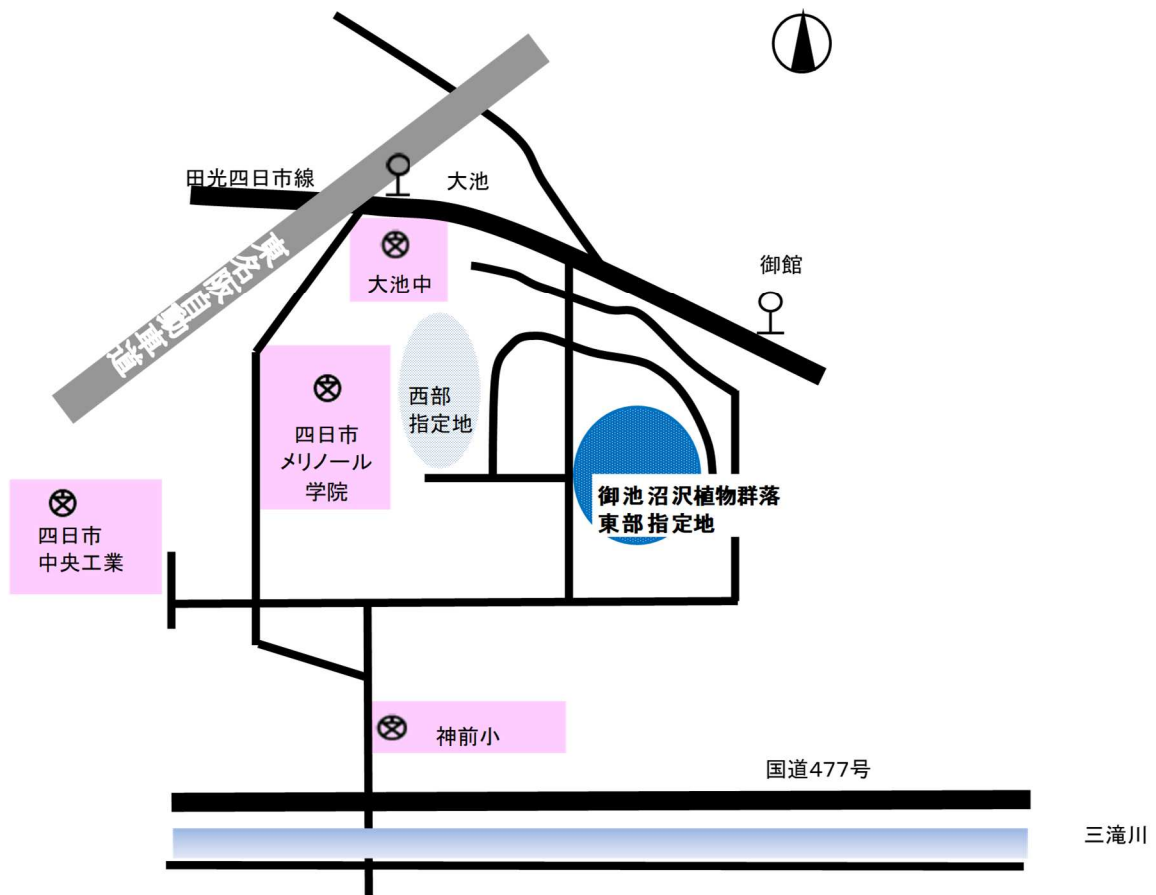 田光四日市線
大池
東名阪自動車道
御館
大池中
西部
指定地
四日市
メリノール
学院
御池沼沢植物群落
東部指定地
四日市
中央工業
神前小
国道477号
三滝川